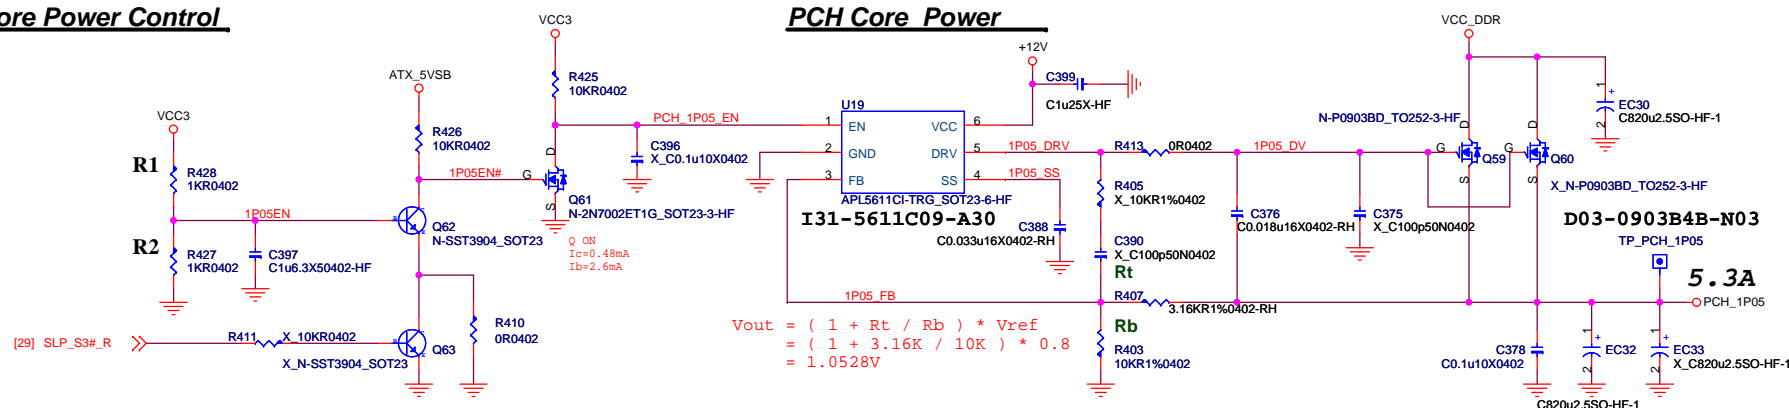 ore Power Control
PCH Core Power
VCC3
ATX_5VSB
VCC3
R1
R428
1KR0402
R426
10KR0402
R425
10KR0402
1P05EN#
G
D
S
Q61
N-2N7002ET1G_SOT23-3-HF
Q ON
Ic=0.48mA
Ib=2.6mA
PCH_1P05_EN
C396
X_C0.1u10X0402
1P05EN
R2
R427
1KR0402
C397
C1u6.3X50402-HF
Q62
N-SST3904_SOT23
[29] SLP_S3#_R
R411
X_10KR0402
Q63
X_N-SST3904_SOT23
R410
0R0402
+12V
C399
C1u25X-HF
U19
1
EN
VCC
6
2
GND
DRV
5
3
FB
SS
4
APL5611CI-TRG_SOT23-6-HF
I31-5611C09-A30
1P05_DRV
1P05_SS
C388
C0.033u16X0402-RH
R413
0R0402
1P05_DV
R405
X_10KR1%0402
C390
X_C100p50N0402
Rt
R407
3.16KR1%0402-RH
1P05_FB
Rb
R403
10KR1%0402
Vout = ( 1 + Rt / Rb ) * Vref
= ( 1 + 3.16K / 10K ) * 0.8
= 1.0528V
C376
C0.018u16X0402-RH
C375
X_C100p50N0402
VCC_DDR
N-P0903BD_TO252-3-HF
G
D
S
Q59
G
D
S
Q60
X_N-P0903BD_TO252-3-HF
1
+
2
EC30
C820u2.5SO-HF-1
D03-0903B4B-N03
TP_PCH_1P05
5.3A
PCH_1P05
C378
C0.1u10X0402
1
+
2
EC32
C820u2.5SO-HF-1
1
+
2
EC33
X_C820u2.5SO-HF-1